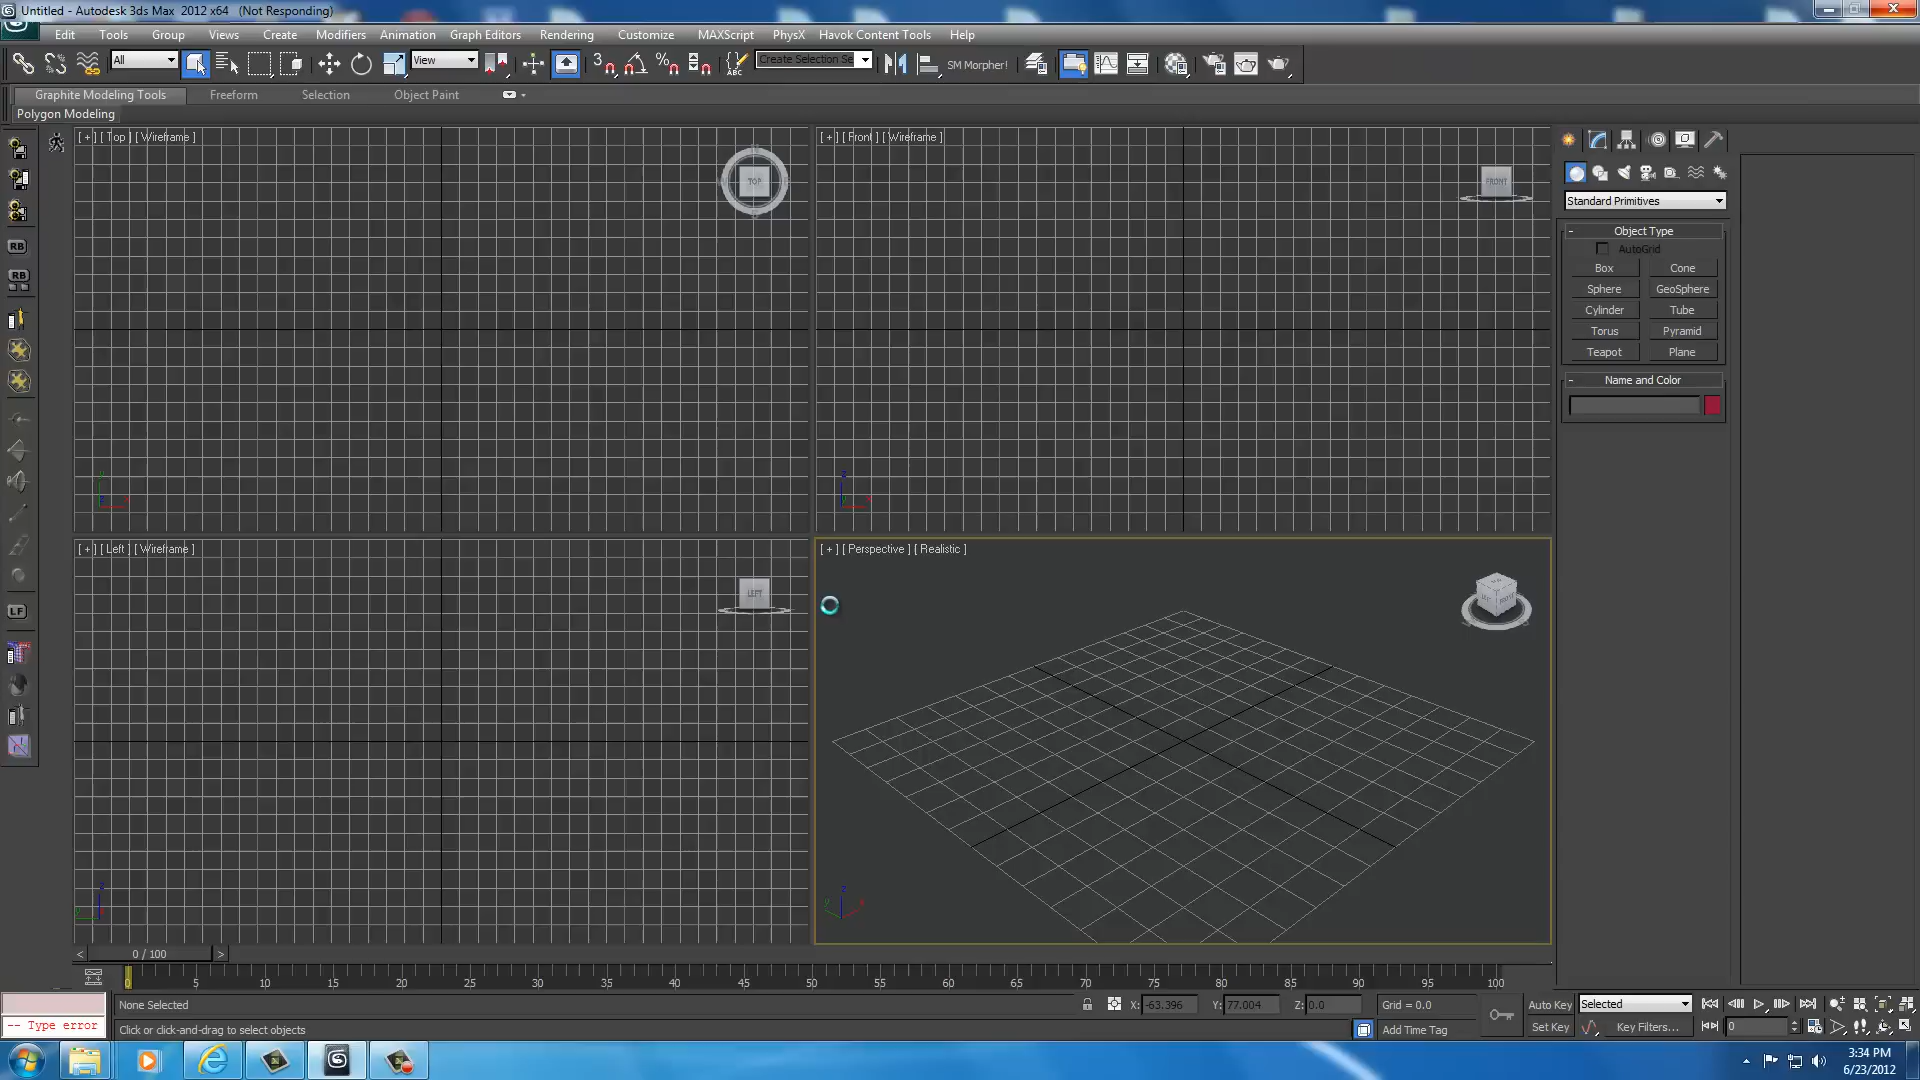 Untitled - Autodesk 3ds Max 2012 x64 (Not Responding)
Edit Tools Group Views Create Modifiers Animation Graph Editors Rendering Customize MAXScript PhysX Havok Content Tools Help
All View 3 % ABC Create Selection Se SM Morpher!
Graphite Modeling Tools Freeform Selection Object Paint
Polygon Modeling
[ + ] [ Top ] [ Wireframe ]
TOP
[ + ] [ Front ] [ Wireframe ]
FRONT
[ + ] [ Left ] [ Wireframe ]
LEFT
[ + ] [ Perspective ] [ Realistic ]
RB
RB
LF
Standard Primitives
- Object Type
AutoGrid
Box Cone
Sphere GeoSphere
Cylinder Tube
Torus Pyramid
Teapot Plane
- Name and Color
< 0 / 100 >
0 5 10 15 20 25 30 35 40 45 50 55 60 65 70 75 80 85 90 95 100
None Selected X: -63.396 Y: 77.004 Z: 0.0 Grid = 0.0 Auto Key Selected
-- Type error Click or click-and-drag to select objects Add Time Tag Set Key Key Filters... 0
3:34 PM
6/23/2012